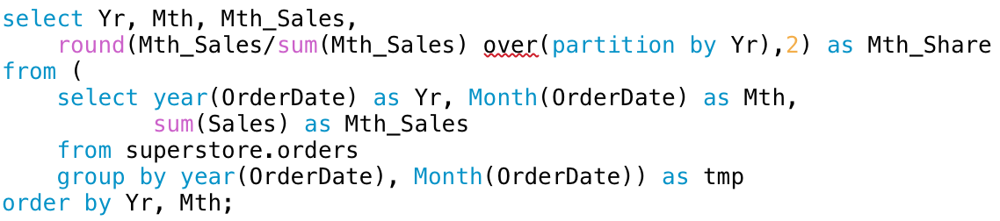 select Yr, Mth, Mth_Sales,
    round(Mth_Sales/sum(Mth_Sales) over(partition by Yr),2) as Mth_Share
from (
    select year(OrderDate) as Yr, Month(OrderDate) as Mth,
           sum(Sales) as Mth_Sales
    from superstore.orders
    group by year(OrderDate), Month(OrderDate)) as tmp
order by Yr, Mth;